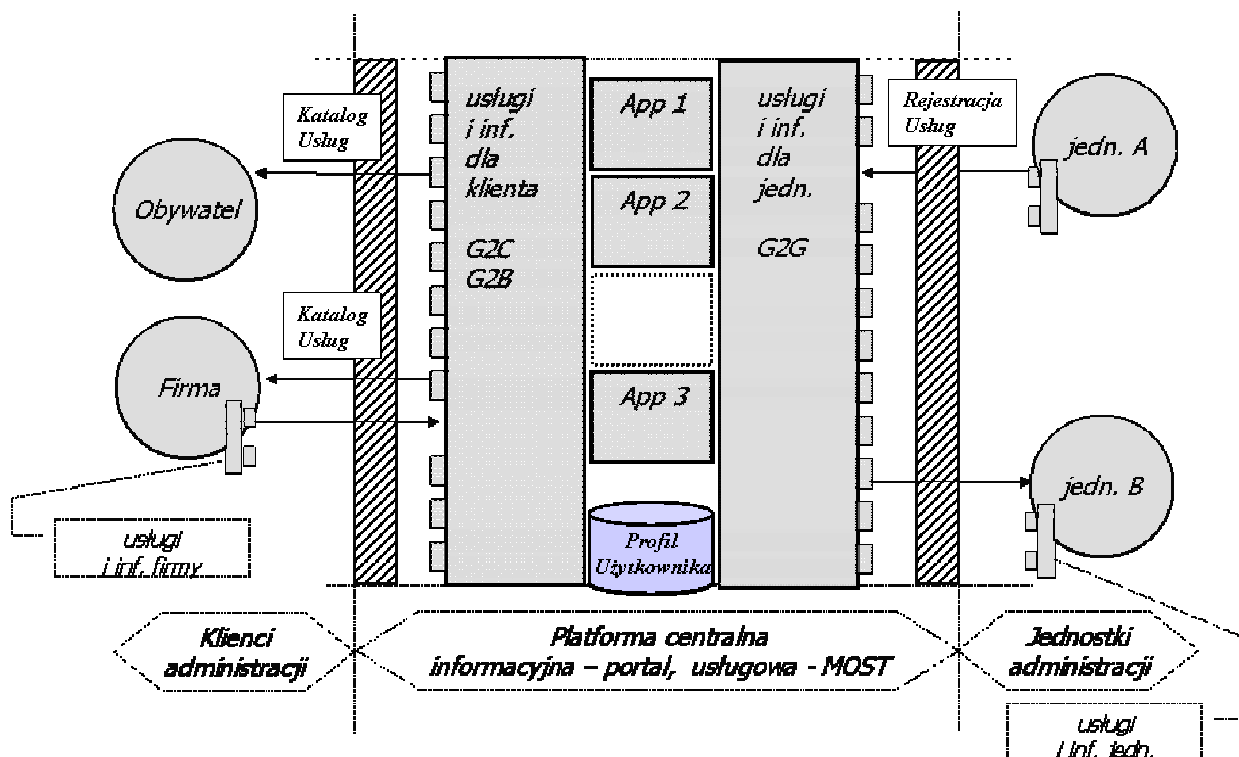 Katalog
Usług
usługi
i inf.
dla
klienta
G2C
G2B
App 1
App 2
App 3
usługi
i inf.
dla
jedn.
G2G
Rejestracja
Usług
jedn. A
Obywatel
Katalog
Usług
Firma
jedn. B
usługi
i inf. firmy
Profil
Użytkownika
Klienci
administracji
Platforma centralna
informacyjna – portal, usługowa - MOST
Jednostki
administracji
usługi
i inf. jedn.